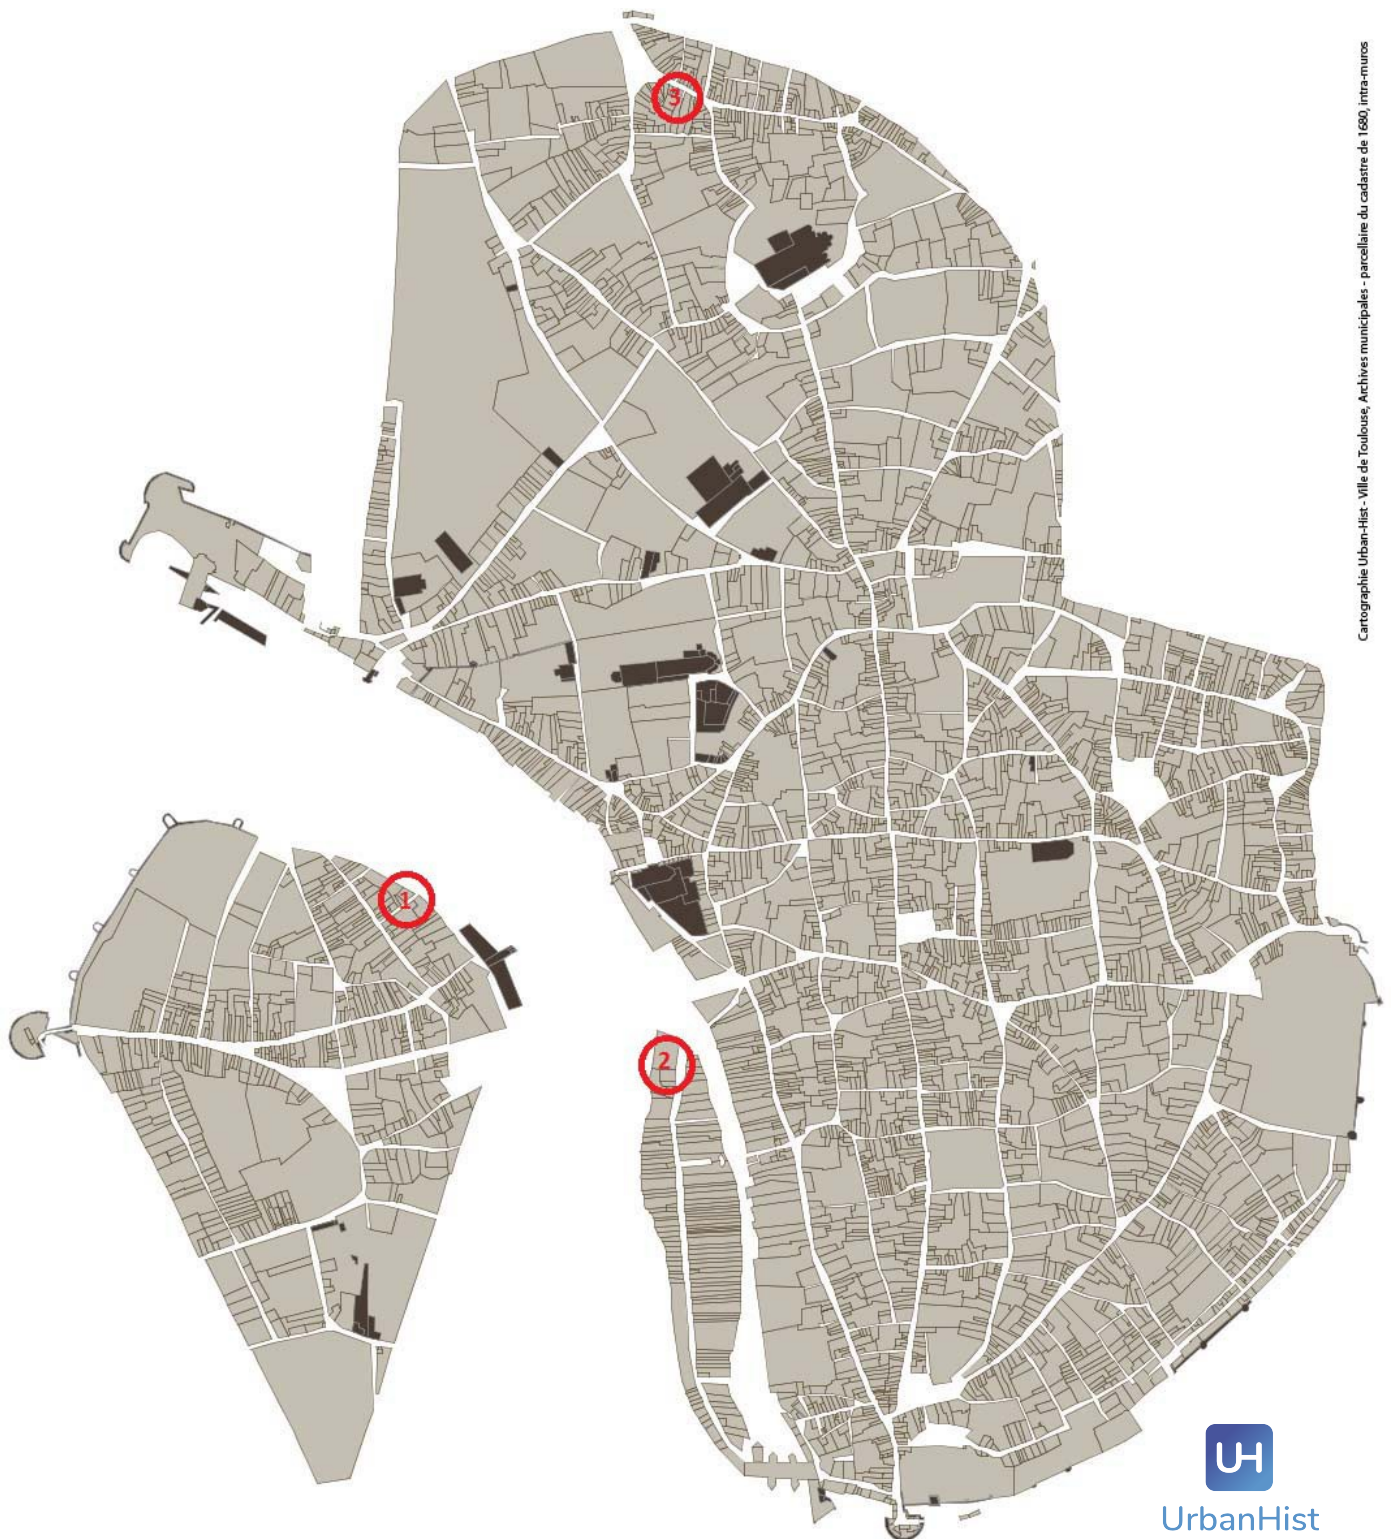 3
Cartographie Urban-Hist - Ville de Toulouse, Archives municipales - parcellaire du cadastre de 1680, intra-muros
1
2
UH
UrbanHist